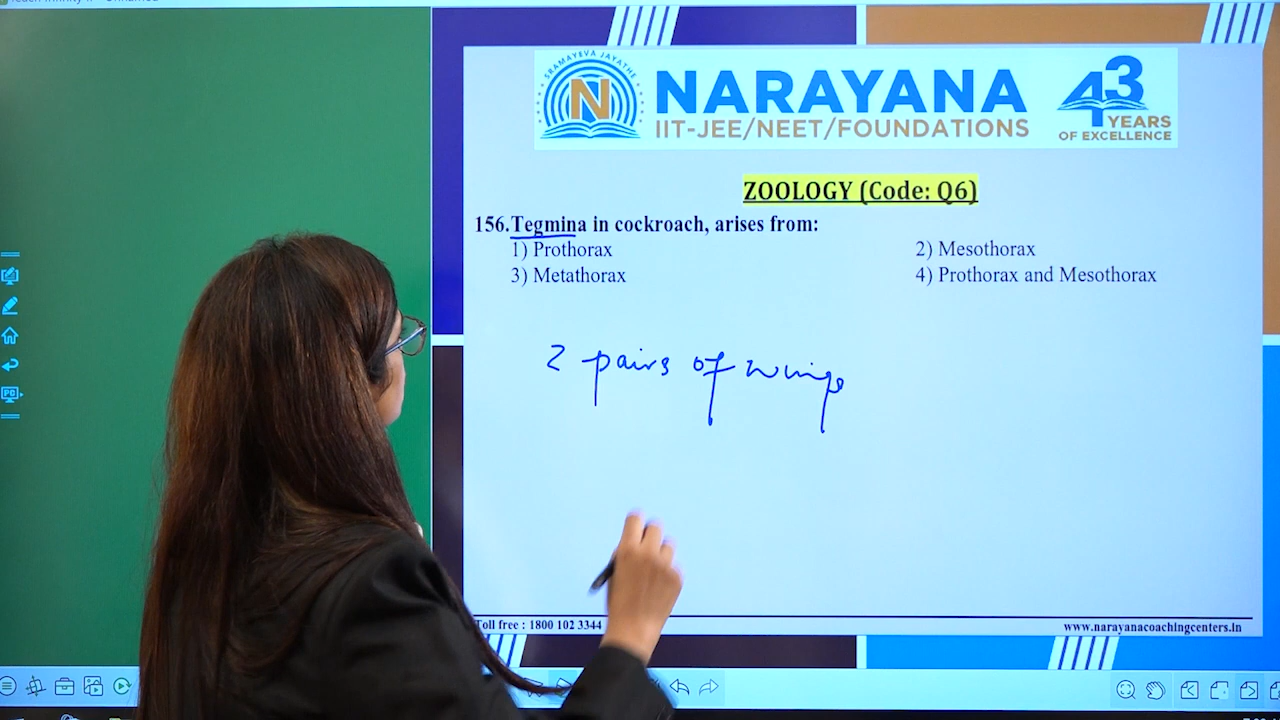 SRAMAYEVA JAYATHE
N
NARAYANA
IIT-JEE/NEET/FOUNDATIONS
43
YEARS
OF EXCELLENCE
ZOOLOGY (Code: Q6)
156.Tegmina in cockroach, arises from:
1) Prothorax 2) Mesothorax
3) Metathorax 4) Prothorax and Mesothorax
2 pairs of wings
Toll free : 1800 102 3344 www.narayanacoachingcenters.in